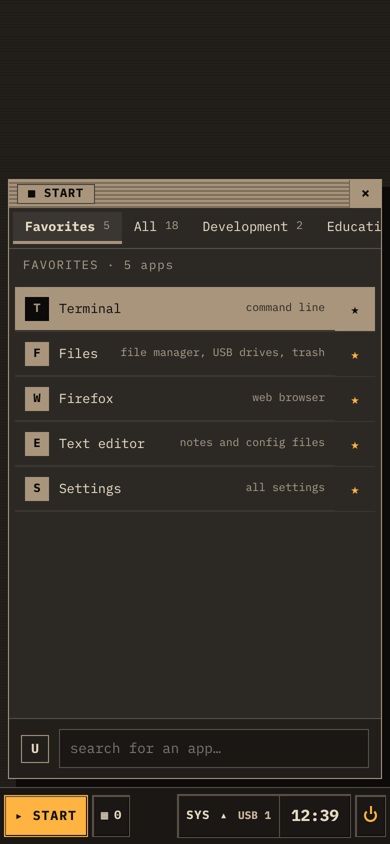 ■ START ×
Favorites 5 All 18 Development 2 Educati
FAVORITES · 5 apps
T Terminal command line ★
F Files file manager, USB drives, trash ★
W Firefox web browser ★
E Text editor notes and config files ★
S Settings all settings ★
U search for an app…
▸ START ▦ 0 SYS ▲ USB 1 12:39